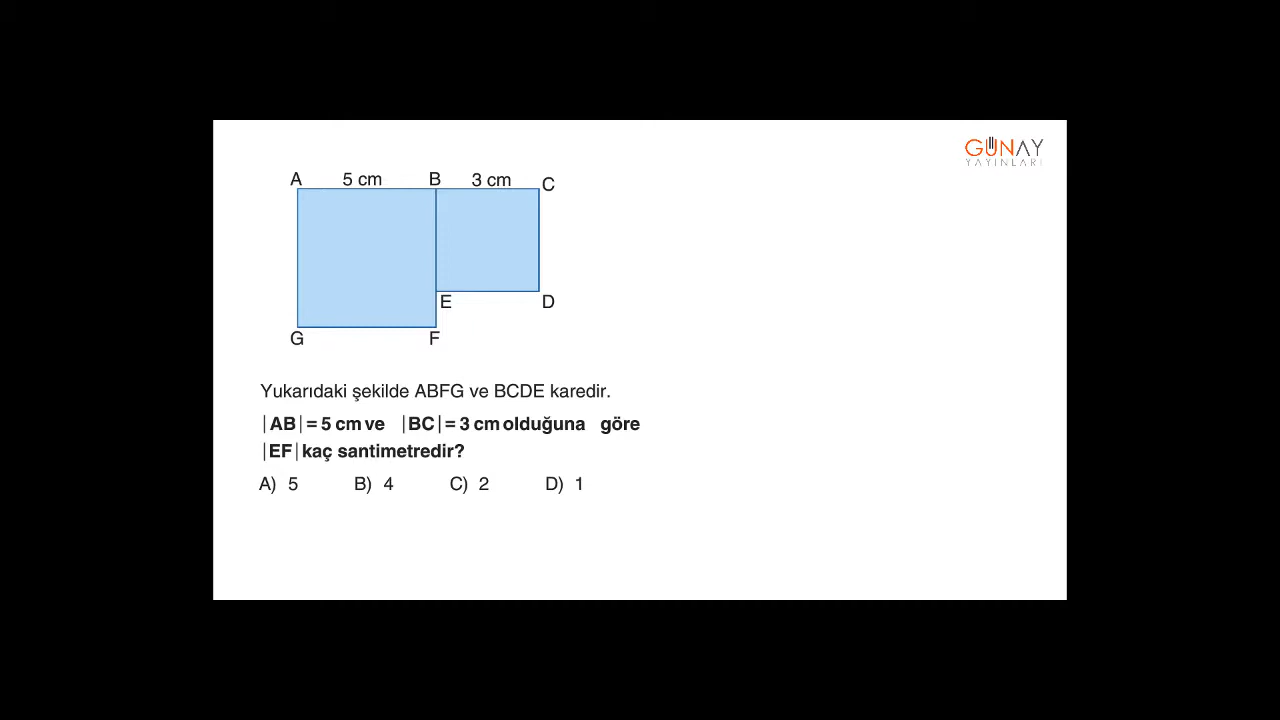 GÜNAY
YAYINLARI
A 5 cm B 3 cm C
E D
G F
Yukarıdaki şekilde ABFG ve BCDE karedir.
|AB| = 5 cm ve |BC| = 3 cm olduğuna göre
|EF| kaç santimetredir?
A) 5 B) 4 C) 2 D) 1